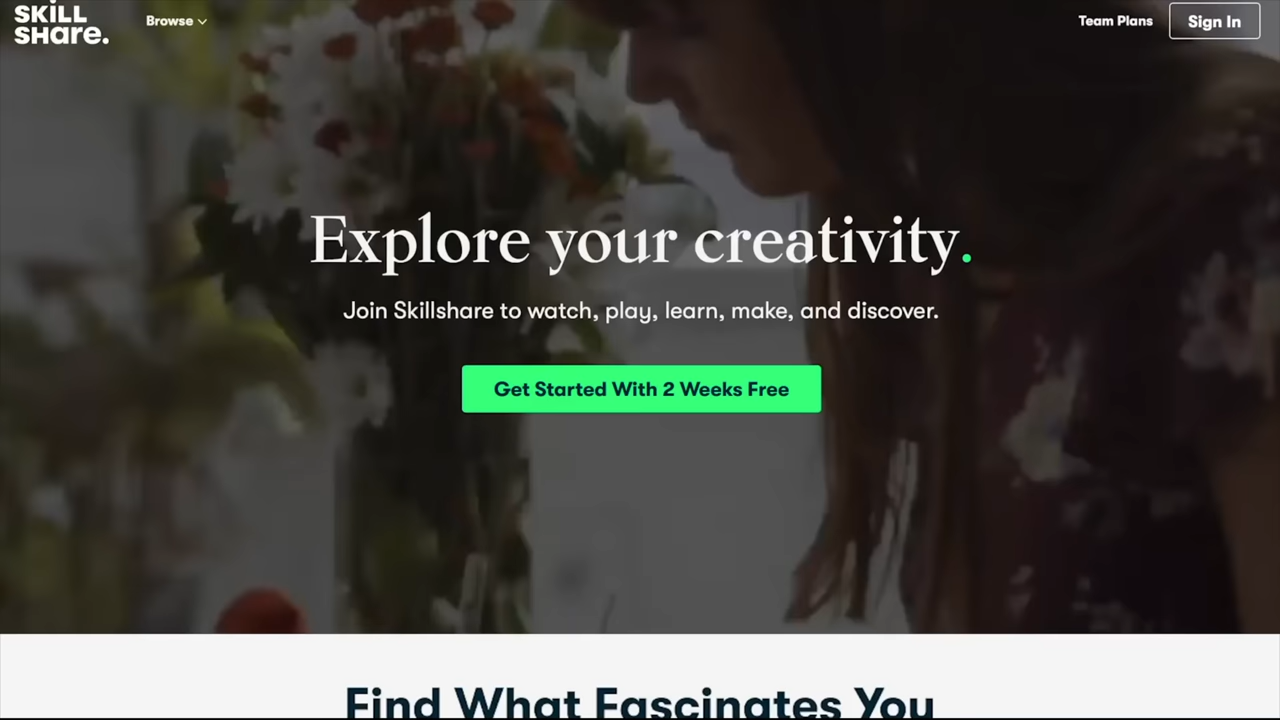 SKiLL
SHare.
Browse
Team Plans
Sign In
Explore your creativity.
Join Skillshare to watch, play, learn, make, and discover.
Get Started With 2 Weeks Free
Find What Fascinates You